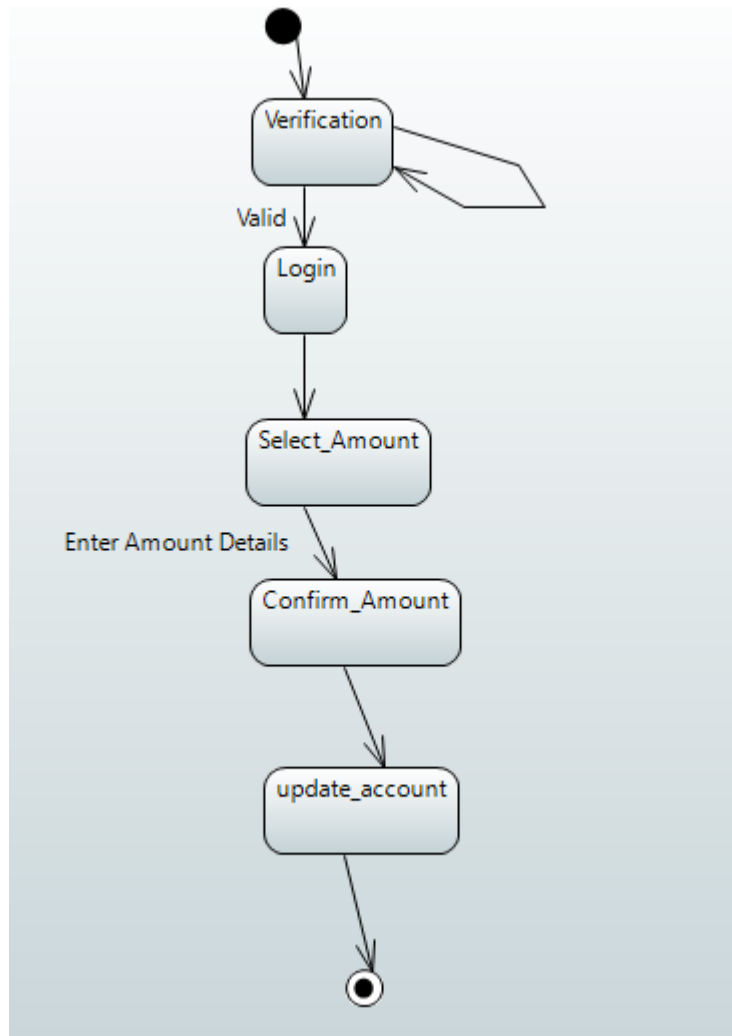 Verification
Valid
Login
Select_Amount
Enter Amount Details
Confirm_Amount
update_account